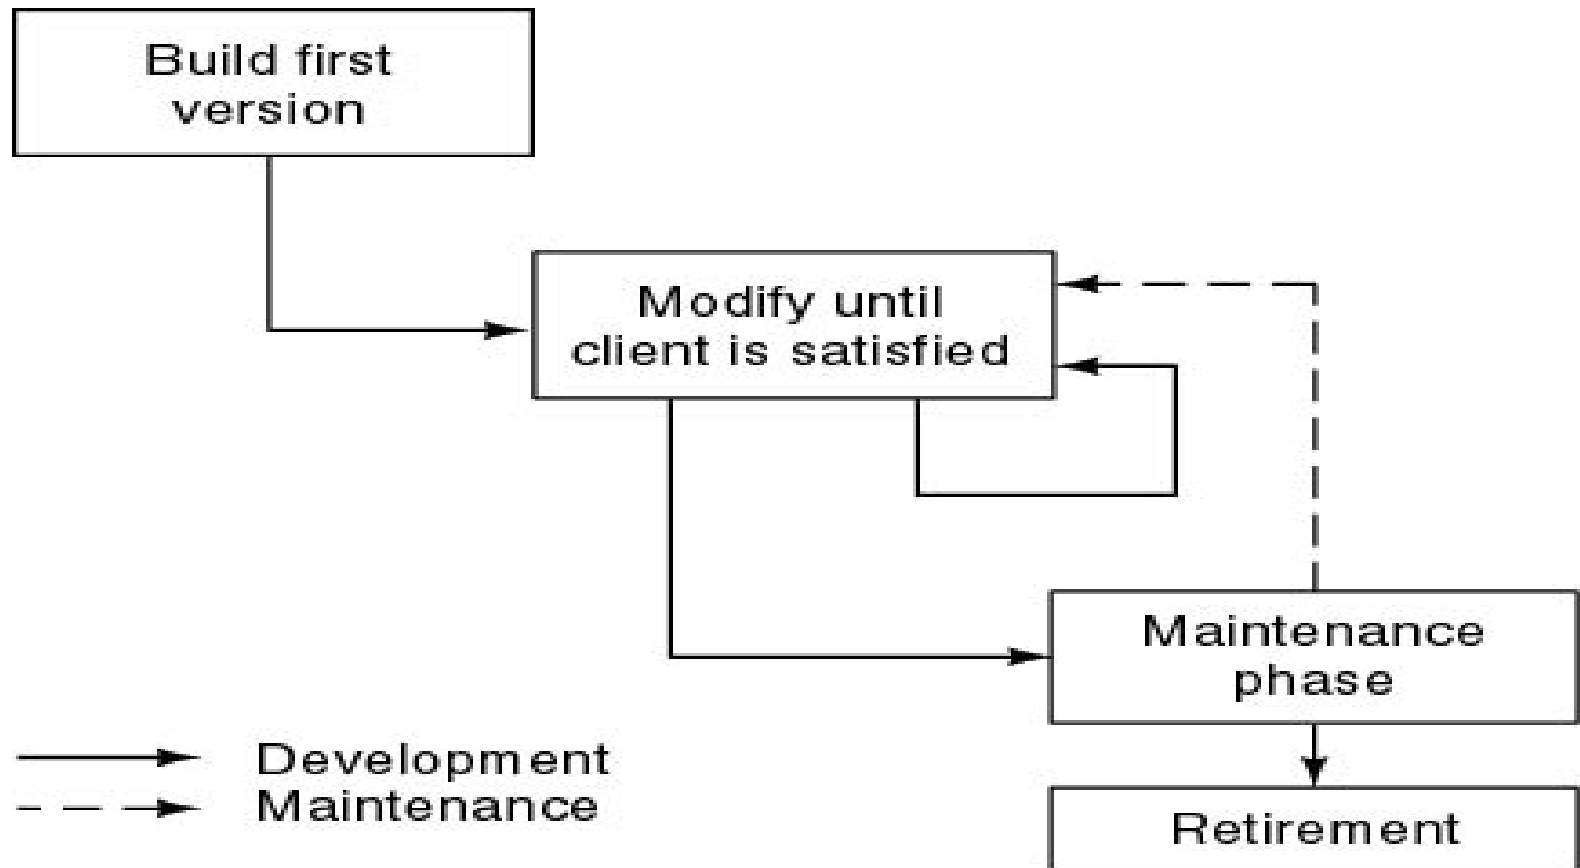 Build first
version
Modify until
client is satisfied
Maintenance
phase
Development
Maintenance
Retirement